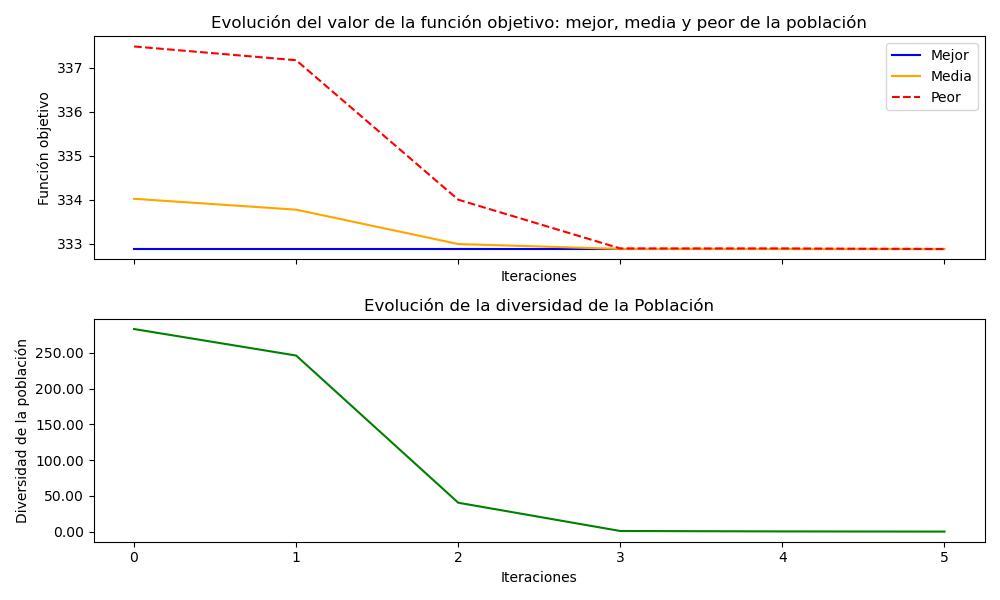 Evolución del valor de la función objetivo: mejor, media y peor de la población
Función objetivo
337
336
335
334
333
Mejor
Media
Peor
Iteraciones
Evolución de la diversidad de la Población
Diversidad de la población
250.00
200.00
150.00
100.00
50.00
0.00
0 1 2 3 4 5
Iteraciones